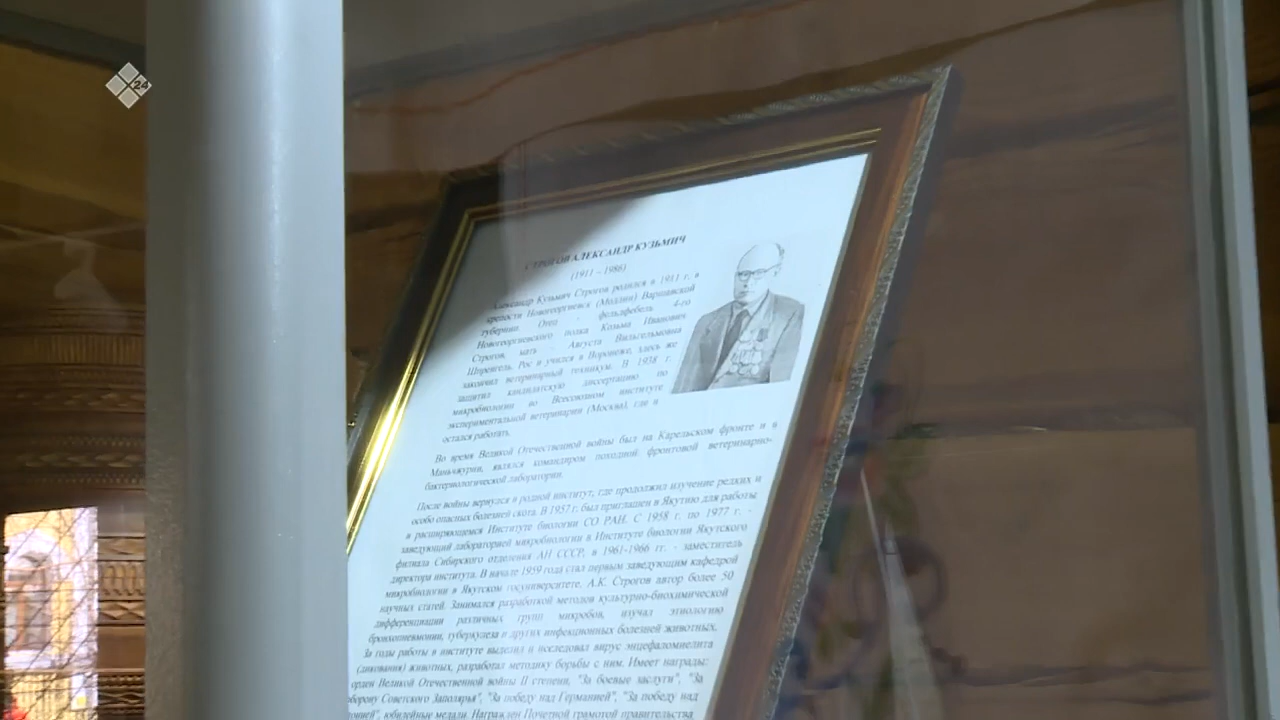 24
СТРОГОВ АЛЕКСАНДР КУЗЬМИЧ
(1911 – 1986)
Александр Кузьмич Строгов родился в 1911 г. в
крепости Новогеоргиевск (Модлин) Варшавской
губернии. Отец - фельдфебель 4-го
Новогеоргиевского полка Козьма Иванович
Строгов, мать - Августа Вильгельмовна
Шпренгель. Рос и учился в Воронеже, здесь же
закончил ветеринарный техникум. В 1938 г.
защитил кандидатскую диссертацию по
микробиологии во Всесоюзном институте
экспериментальной ветеринарии (Москва), где и
остался работать.
Во время Великой Отечественной войны был на Карельском фронте и в
Маньчжурии, являлся командиром походной фронтовой ветеринарно-
бактериологической лаборатории.
После войны вернулся в родной институт, где продолжил изучение редких и
особо опасных болезней скота. В 1957 г. был приглашен в Якутию для работы
в расширяющемся Институте биологии СО РАН. С 1958 г. по 1977 г. -
заведующий лабораторией микробиологии в Институте биологии Якутского
филиала Сибирского отделения АН СССР, в 1961-1966 гг. - заместитель
директора института. В начале 1959 года стал первым заведующим кафедрой
микробиологии в Якутском госуниверситете. А.К. Строгов автор более 50
научных статей. Занимался разработкой методов культурно-биохимической
дифференциации различных групп микробов, изучал этиологию
бронхопневмонии, туберкулеза и других инфекционных болезней животных.
За годы работы в институте выделил и исследовал вирус энцефаломиелита
(анкования) животных, разработал методику борьбы с ним. Имеет награды:
орден Великой Отечественной войны II степени, "За боевые заслуги", "За
оборону Советского Заполярья", "За победу над Германией", "За победу над
юбилейные медали. Награжден Почетной грамотой правительства